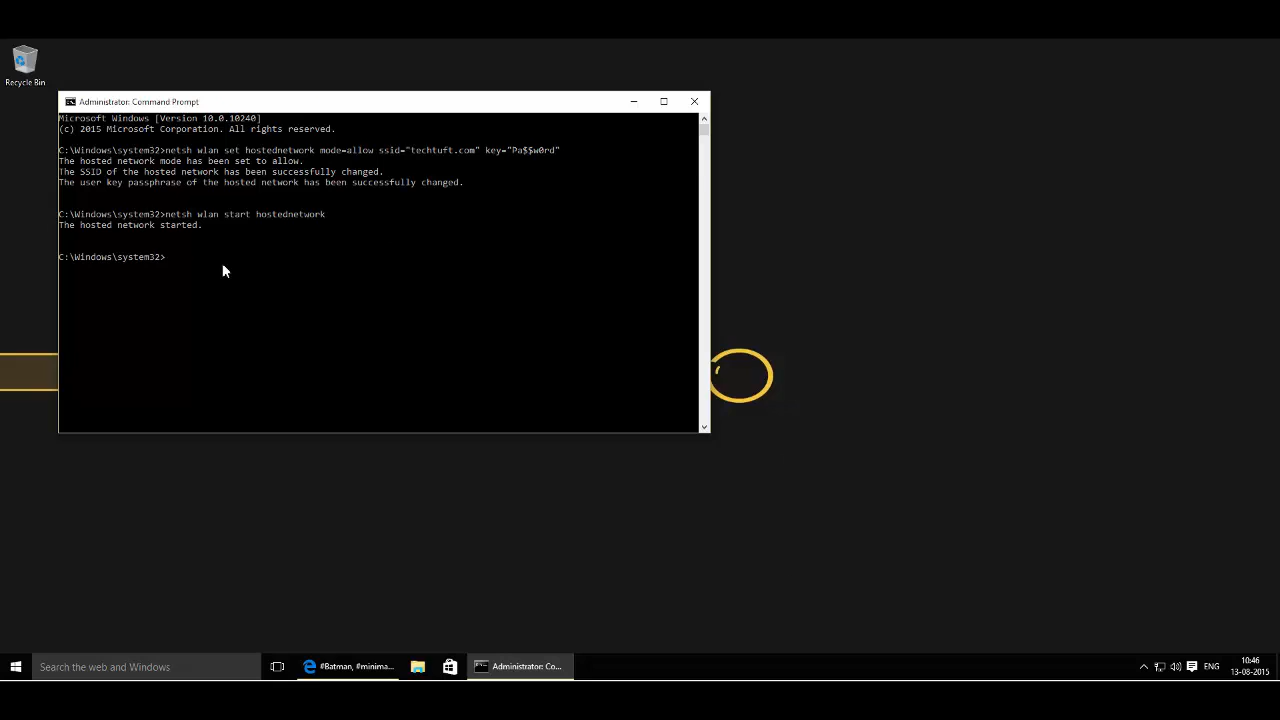 Recycle Bin
Administrator: Command Prompt
Microsoft Windows [Version 10.0.10240]
(c) 2015 Microsoft Corporation. All rights reserved.
C:\Windows\system32>netsh wlan set hostednetwork mode=allow ssid="techtuft.com" key="Pa$$w0rd"
The hosted network mode has been set to allow.
The SSID of the hosted network has been successfully changed.
The user key passphrase of the hosted network has been successfully changed.
C:\Windows\system32>netsh wlan start hostednetwork
The hosted network started.
C:\Windows\system32>
Search the web and Windows
#Batman, #minima...
Administrator: Co...
ENG
10:46
13-08-2015